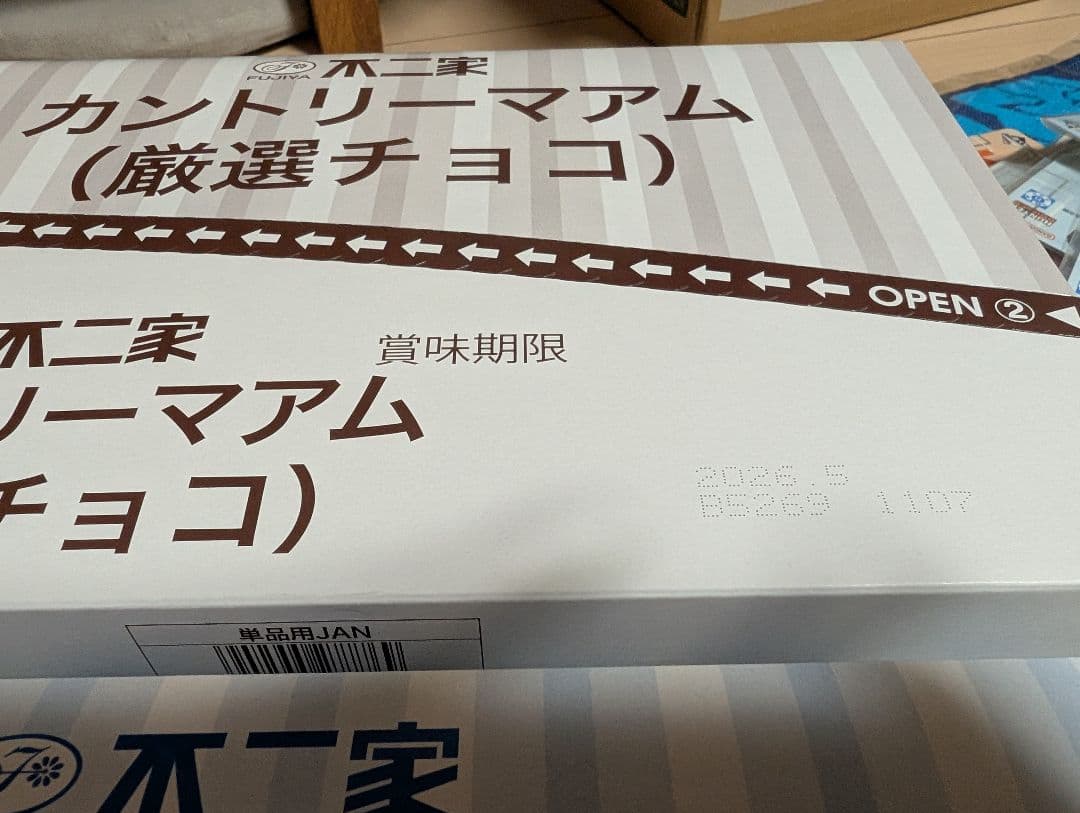 FUJIYA 不二家
カントリーマアム
(厳選チョコ)
OPEN ②
不二家
賞味期限
リーマアム
チョコ)
2026.5
B5269 1107
単品用JAN
不二家